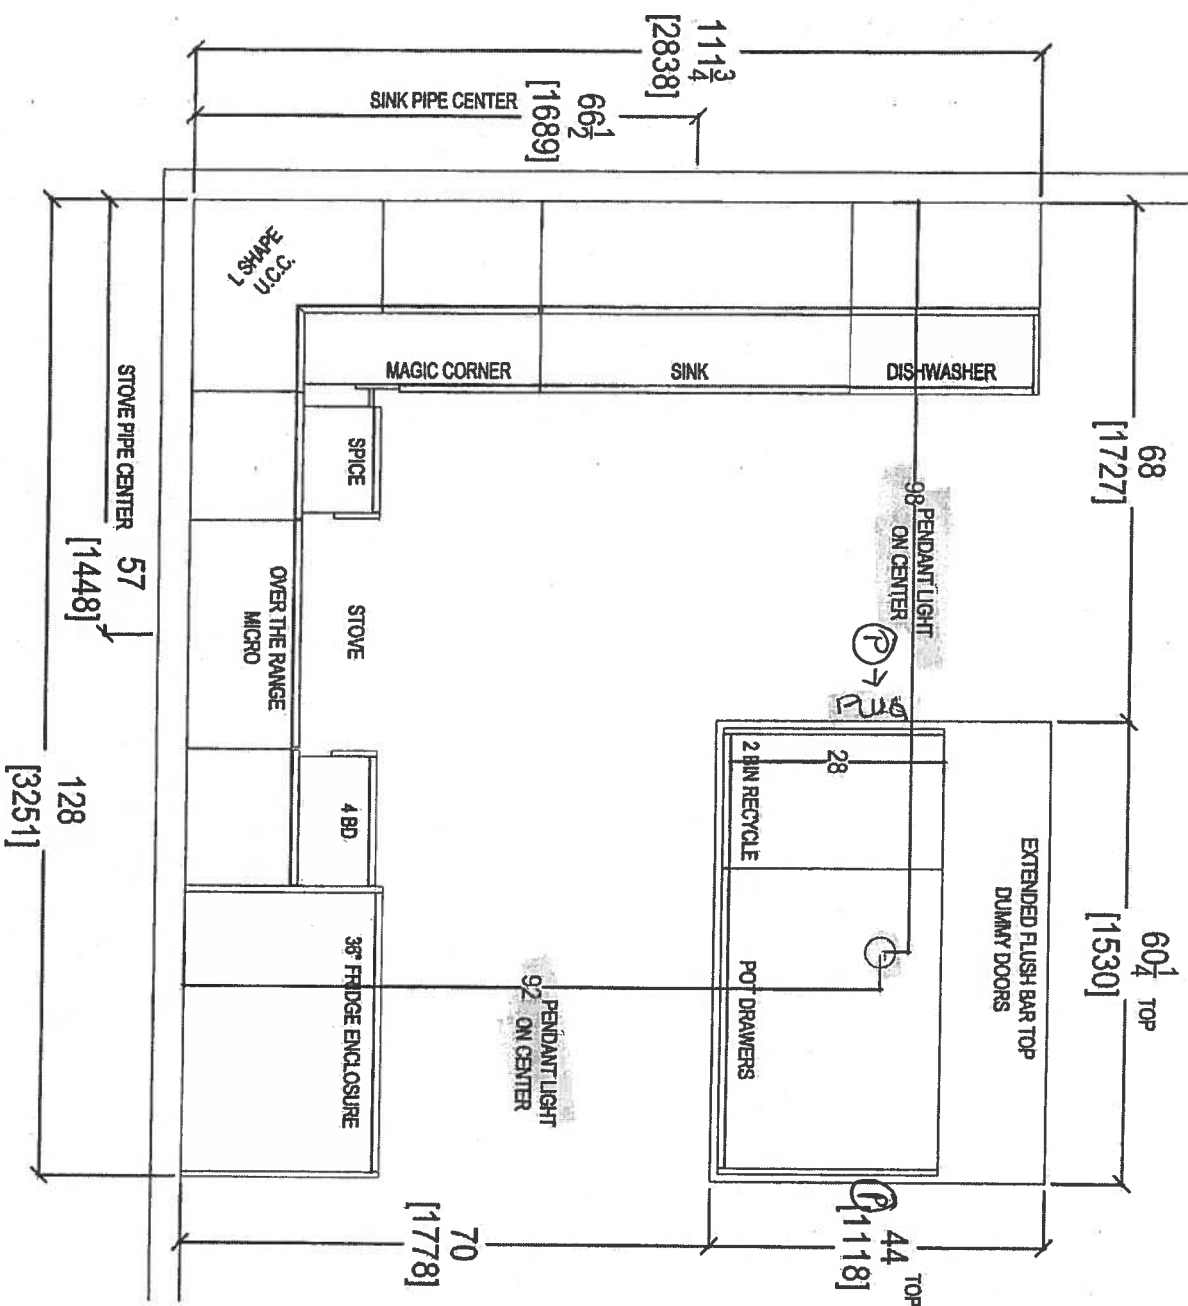 111 3/4
[2838]
SINK PIPE CENTER
66 1/2
[1689]
68
[1727]
60 1/4 TOP
[1530]
L SHAPE
U.C.C.
MAGIC CORNER
SINK
DISHWASHER
SPICE
STOVE
OVER THE RANGE
MICRO
4 BD.
36" FRIDGE ENCLOSURE
98 PENDANT LIGHT
ON CENTER
P → PLUG
28
2 BIN RECYCLE
POT DRAWERS
EXTENDED FLUSH BAR TOP
DUMMY DOORS
92 PENDANT LIGHT
ON CENTER
P
STOVE PIPE CENTER 57
[1448]
128
[3251]
70
[1778]
44 TOP
[1118]